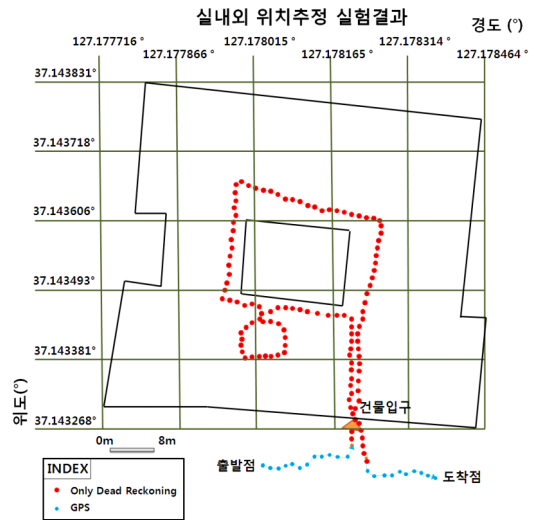 실내외 위치추정 실험결과
경도 (°)
127.177716 127.178015 127.178314
127.177866 127.178165 127.178464
37.143831°
37.143718°
37.143606°
37.143493°
37.143381°
37.143268°
위도(°)
건물입구
0m 8m
출발점
도착점
INDEX
Only Dead Reckoning
GPS